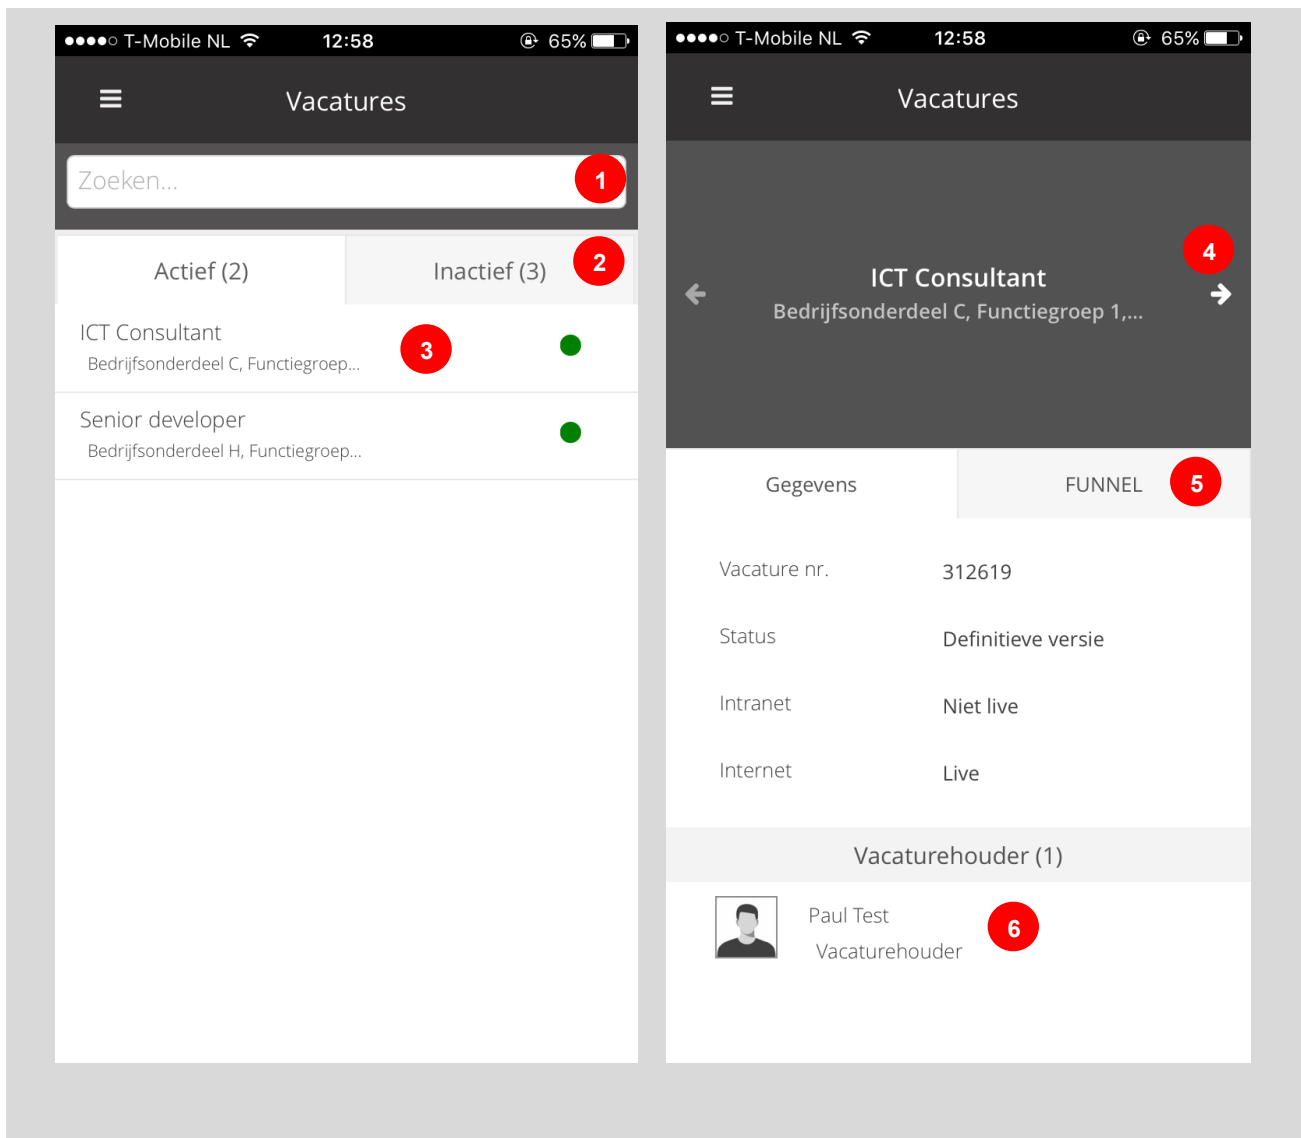 T-Mobile NL 12:58 65%
Vacatures
Zoeken...
1
Actief (2) Inactief (3) 2
ICT Consultant
Bedrijfsonderdeel C, Functiegroep...
3
Senior developer
Bedrijfsonderdeel H, Functiegroep...
T-Mobile NL 12:58 65%
Vacatures
4
ICT Consultant
Bedrijfsonderdeel C, Functiegroep 1,...
Gegevens FUNNEL 5
Vacature nr. 312619
Status Definitieve versie
Intranet Niet live
Internet Live
Vacaturehouder (1)
Paul Test
6
Vacaturehouder